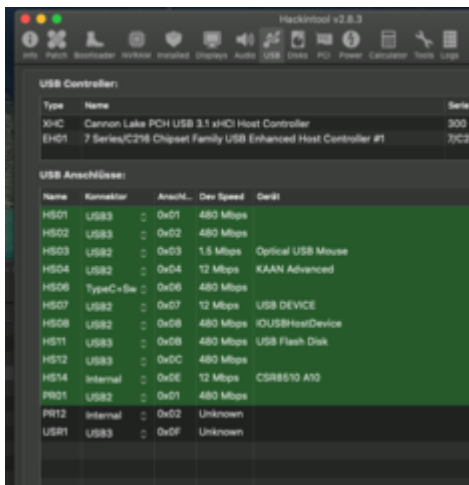 Hackintool v2.8.3
Info Patch Bootloader NVRAM Installed Displays Audio USB Disks PCI Power Calculator Tools Logs
USB Controller:
Type Name Serie
XHC Cannon Lake PCH USB 3.1 xHCI Host Controller 300
EH01 7 Series/C216 Chipset Family USB Enhanced Host Controller #1 7/C2
USB Anschlüsse:
Name Konnektor Anschl... Dev Speed Gerät
HS01 USB3 0x01 480 Mbps
HS02 USB3 0x02 480 Mbps
HS03 USB2 0x03 1.5 Mbps Optical USB Mouse
HS04 USB2 0x04 12 Mbps KAAN Advanced
HS06 TypeC+Sw 0x06 480 Mbps
HS07 USB2 0x07 12 Mbps USB DEVICE
HS08 USB2 0x08 480 Mbps IOUSBHostDevice
HS11 USB3 0x0B 480 Mbps USB Flash Disk
HS12 USB3 0x0C 480 Mbps
HS14 Internal 0x0E 12 Mbps CSR8510 A10
PR01 USB2 0x01 480 Mbps
PR12 Internal 0x02 Unknown
USR1 USB3 0x0F Unknown